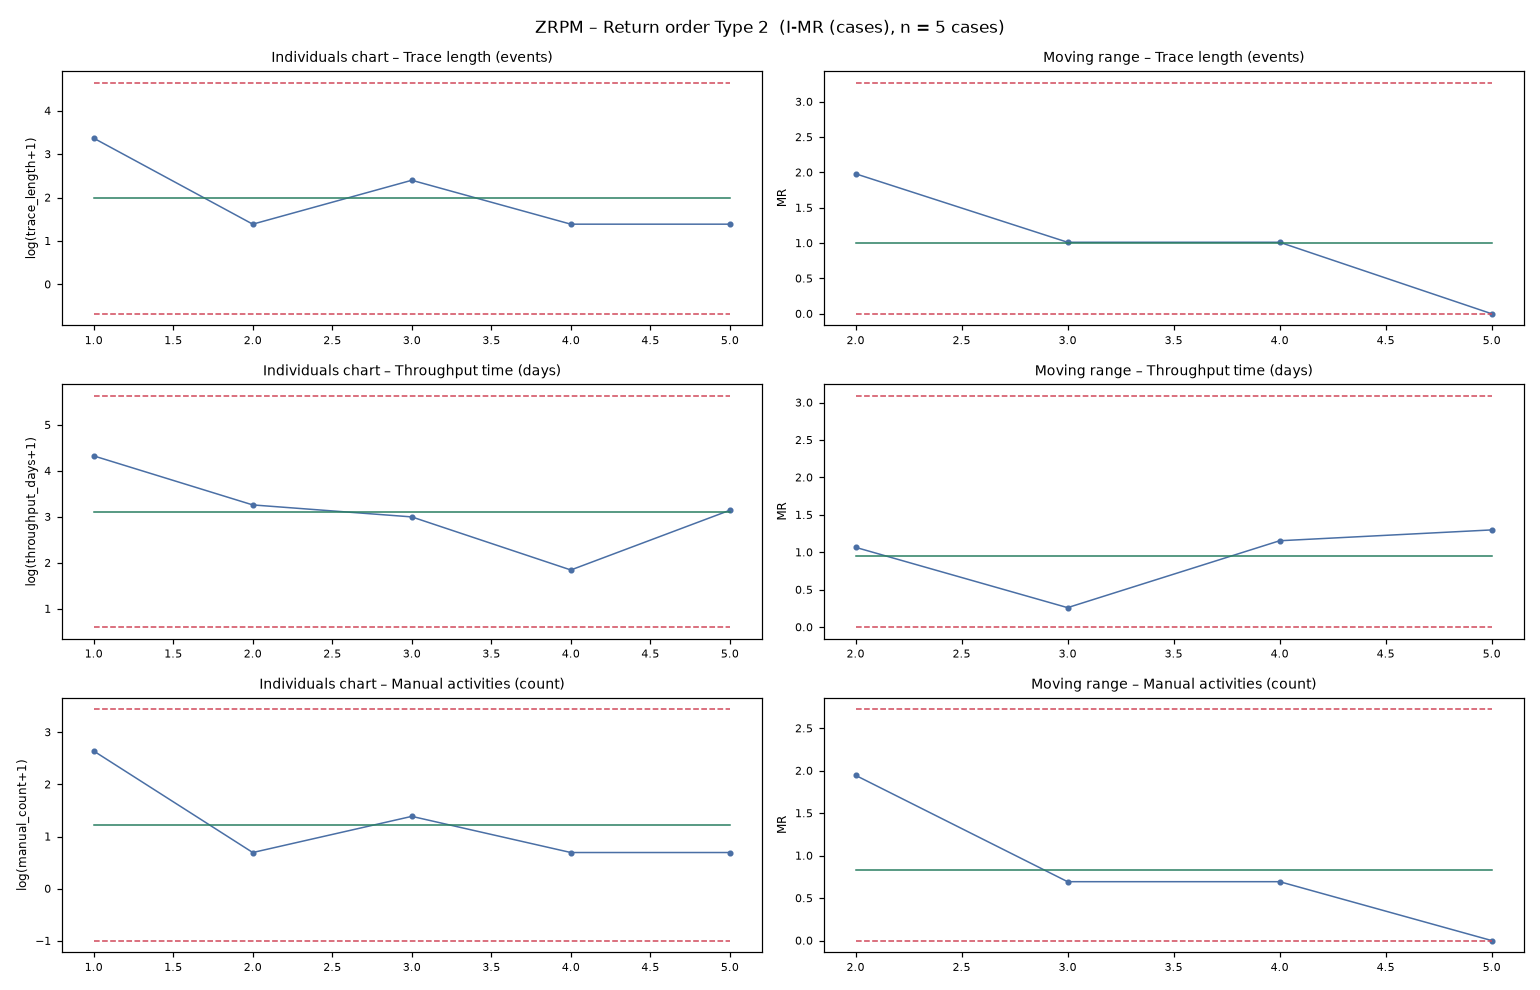 ZRPM – Return order Type 2  (I-MR (cases), n = 5 cases)
Individuals chart – Trace length (events)
log(trace_length+1)
4
3
2
1
0
1.0 1.5 2.0 2.5 3.0 3.5 4.0 4.5 5.0
Moving range – Trace length (events)
MR
3.0
2.5
2.0
1.5
1.0
0.5
0.0
2.0 2.5 3.0 3.5 4.0 4.5 5.0
Individuals chart – Throughput time (days)
log(throughput_days+1)
5
4
3
2
1
1.0 1.5 2.0 2.5 3.0 3.5 4.0 4.5 5.0
Moving range – Throughput time (days)
MR
3.0
2.5
2.0
1.5
1.0
0.5
0.0
2.0 2.5 3.0 3.5 4.0 4.5 5.0
Individuals chart – Manual activities (count)
log(manual_count+1)
3
2
1
0
−1
1.0 1.5 2.0 2.5 3.0 3.5 4.0 4.5 5.0
Moving range – Manual activities (count)
MR
2.5
2.0
1.5
1.0
0.5
0.0
2.0 2.5 3.0 3.5 4.0 4.5 5.0